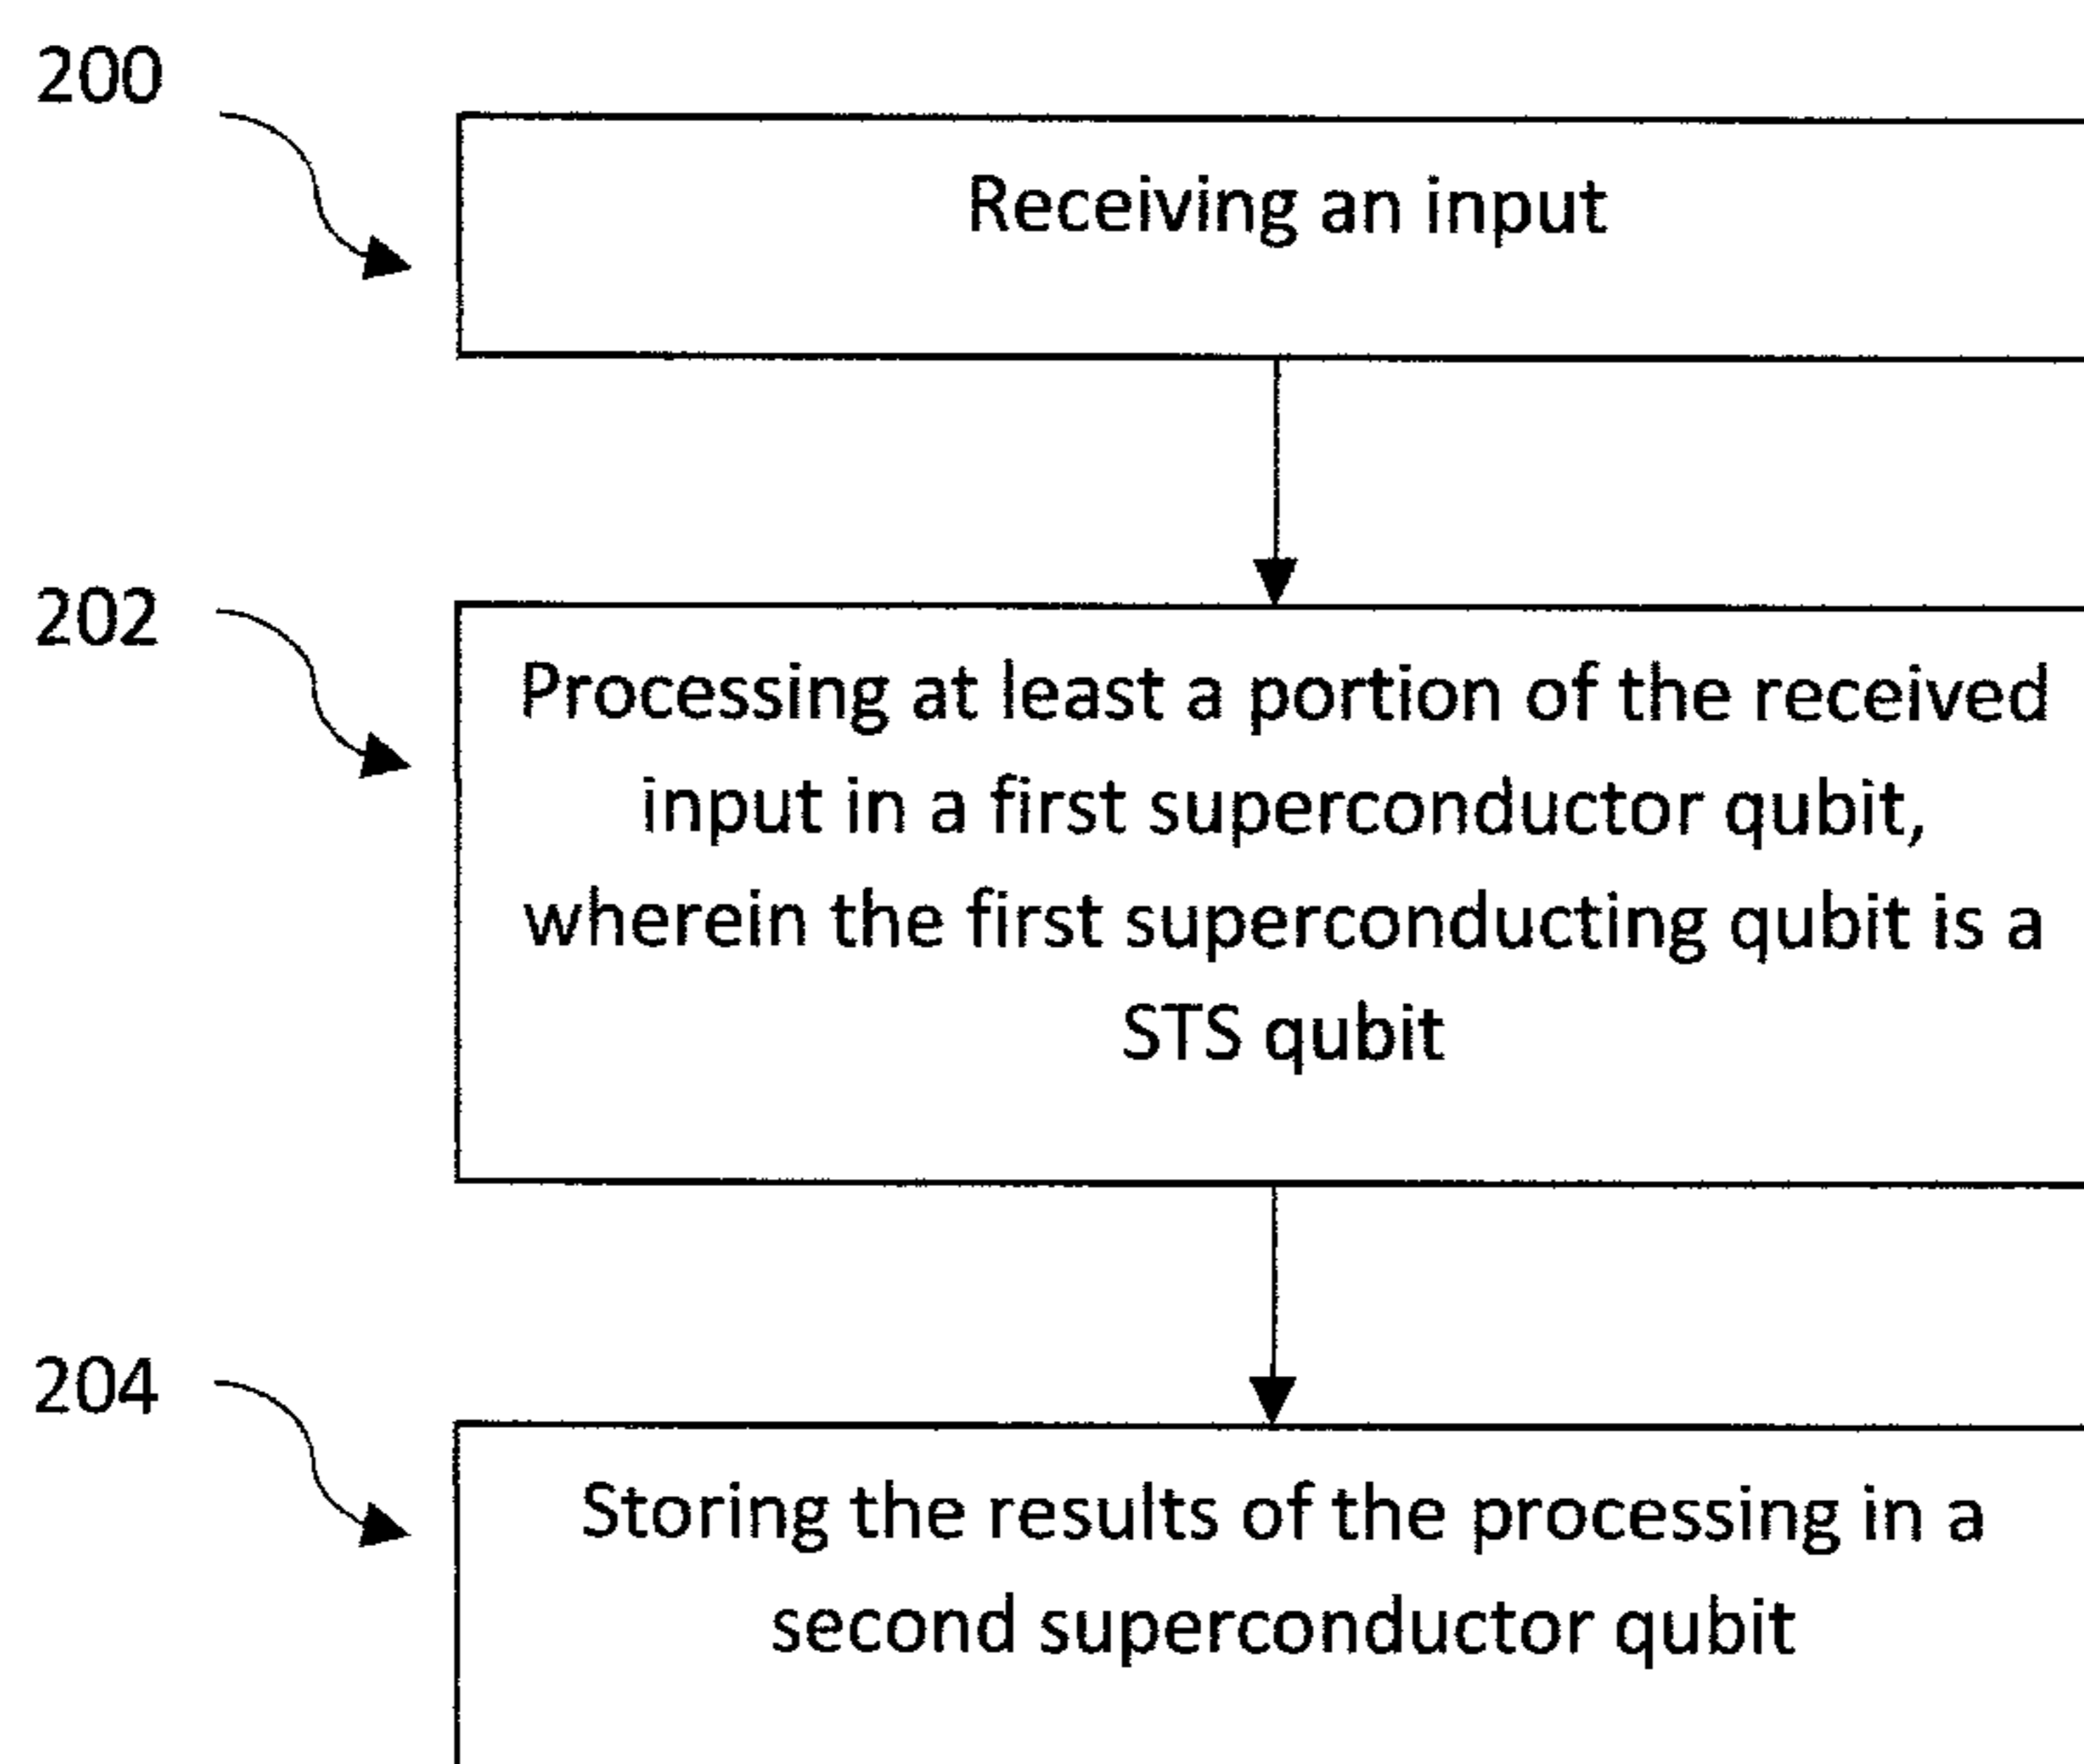 200
Receiving an input
202
Processing at least a portion of the received
input in a first superconductor qubit,
wherein the first superconducting qubit is a
STS qubit
204
Storing the results of the processing in a
second superconductor qubit